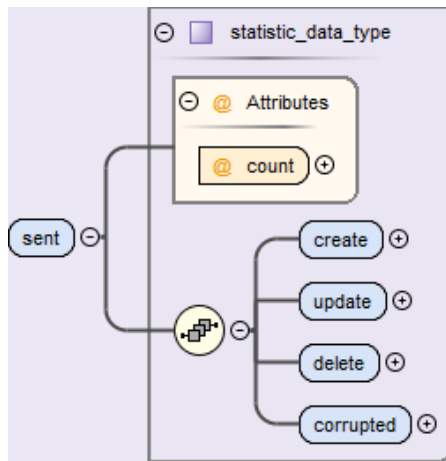 statistic_data_type
@ Attributes
@ count
sent
create
update
delete
corrupted